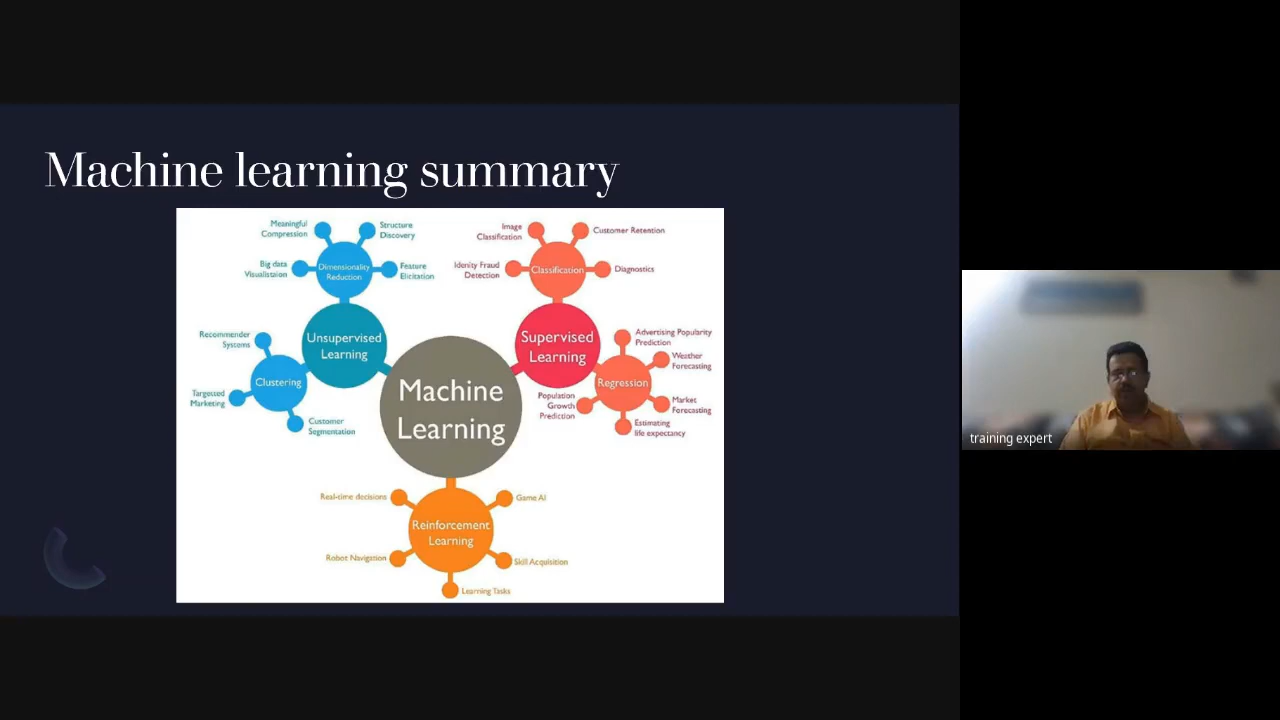 Machine learning summary
Meaningful
Compression
Structure
Discovery
Big data
Visualistaion
Dimensionality
Reduction
Feature
Elicitation
Image
Classification
Customer Retention
Idenity Fraud
Detection
Classification
Diagnostics
Recommender
Systems
Unsupervised
Learning
Clustering
Targetted
Marketing
Customer
Segmentation
Machine
Learning
Supervised
Learning
Advertising Popularity
Prediction
Weather
Forecasting
Regression
Population
Growth
Prediction
Market
Forecasting
Estimating
life expectancy
Real-time decisions
Game AI
Reinforcement
Learning
Robot Navigation
Skill Acquisition
Learning Tasks
training expert